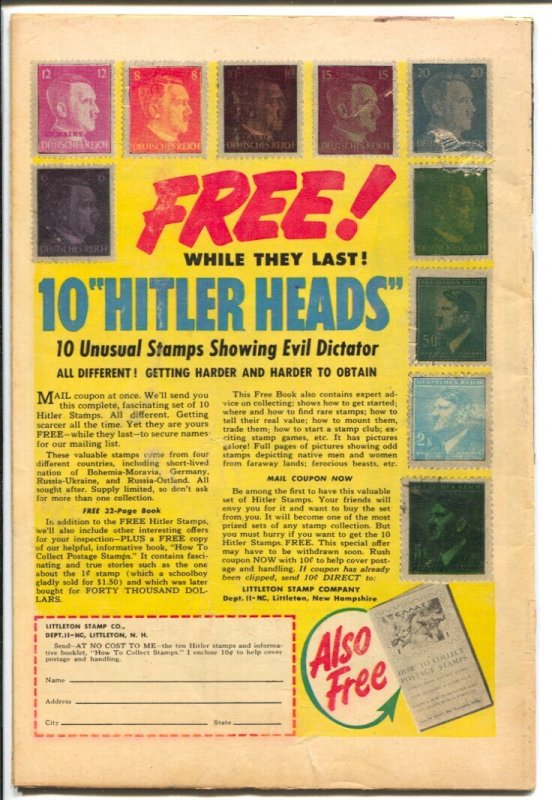 12 12
UKRAINE
DEUTSCHES REICH
8 8
DEUTSCHES REICH
10 10
DEUTSCHES REICH
15 15
DEUTSCHES REICH
20 20
DEUTSCHES REICH
DEUTSCHES REICH
DEUTSCHES REICH
FREE!
WHILE THEY LAST!
10 "HITLER HEADS"
10 Unusual Stamps Showing Evil Dictator
ALL DIFFERENT! GETTING HARDER AND HARDER TO OBTAIN
MAIL coupon at once. We'll send you
this complete, fascinating set of 10
Hitler Stamps. All different. Getting
scarcer all the time. Yet they are yours
FREE—while they last—to secure names
for our mailing list.
These valuable stamps come from four
different countries, including short-lived
nation of Bohemia-Moravia, Germany,
Russia-Ukraine, and Russia-Ostland. All
sought after. Supply limited, so don't ask
for more than one collection.
FREE 32-Page Book
In addition to the FREE Hitler Stamps,
we'll also include other interesting offers
for your inspection—PLUS a FREE copy
of our helpful, informative book, "How To
Collect Postage Stamps." It contains fasci-
nating and true stories such as the one
about the 1¢ stamp (which a schoolboy
gladly sold for $1.50) and which was later
bought for FORTY THOUSAND DOL-
LARS.
This Free Book also contains expert ad-
vice on collecting; shows how to get started;
where and how to find rare stamps; how to
tell their real value; how to mount them,
trade them; how to start a stamp club; ex-
citing stamp games, etc. It has pictures
galore! Full pages of pictures showing odd
stamps depicting native men and women
from faraway lands; ferocious beasts, etc.
MAIL COUPON NOW
Be among the first to have this valuable
set of Hitler Stamps. Your friends will
envy you for it and want to buy the set
from you. It will become one of the most
prized sets of any stamp collection. But
you must hurry if you want to get the 10
Hitler Stamps FREE. This special offer
may have to be withdrawn soon. Rush
coupon NOW with 10¢ to help cover post-
age and handling. If coupon has already
been clipped, send 10¢ DIRECT to:
LITTLETON STAMP COMPANY
Dept. 11-NC, Littleton, New Hampshire
50
DEUTSCHES REICH
2 K
LITTLETON STAMP CO.,
DEPT. 11-NC, LITTLETON, N. H.
Send—AT NO COST TO ME—the ten Hitler stamps and informa-
tive booklet, "How To Collect Stamps." I enclose 10¢ to help cover
postage and handling.
Name
Address
City State
Also
Free
HOW TO COLLECT
POSTAGE STAMPS